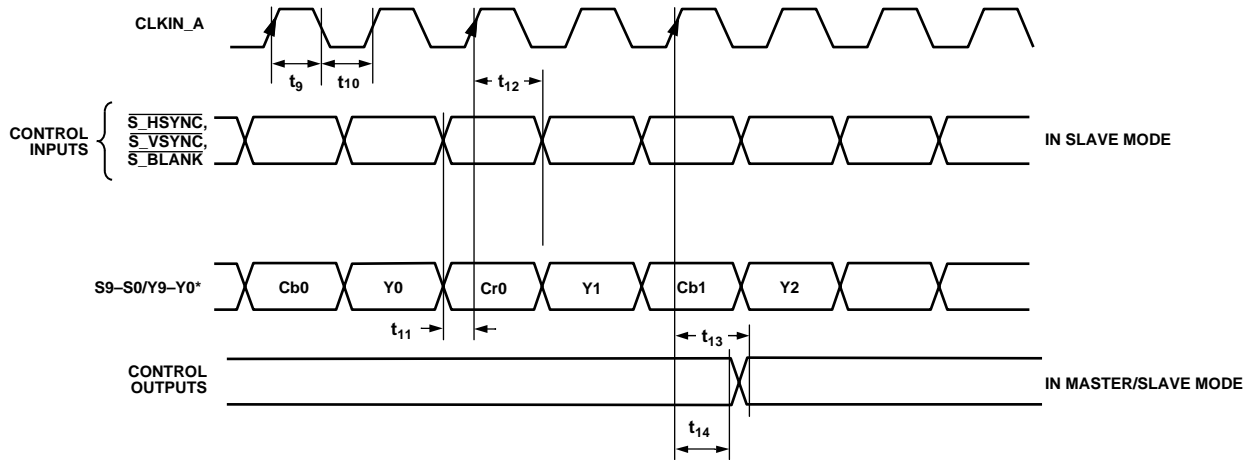 CLKIN_A
t9
t10
t12
CONTROL INPUTS
S_HSYNC,
S_VSYNC,
S_BLANK
IN SLAVE MODE
S9–S0/Y9–Y0*
Cb0 Y0 Cr0 Y1 Cb1 Y2
t11
t13
CONTROL OUTPUTS
IN MASTER/SLAVE MODE
t14